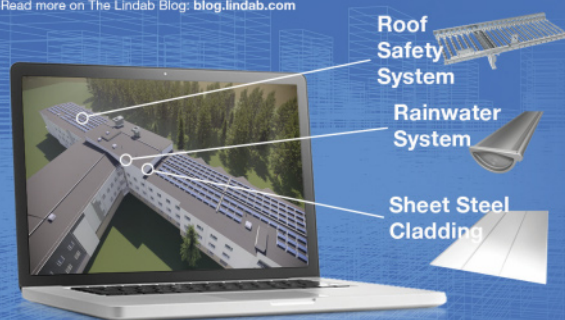 Read more on The Lindab Blog: blog.lindab.com
Roof
Safety
System
Rainwater
System
Sheet Steel
Cladding